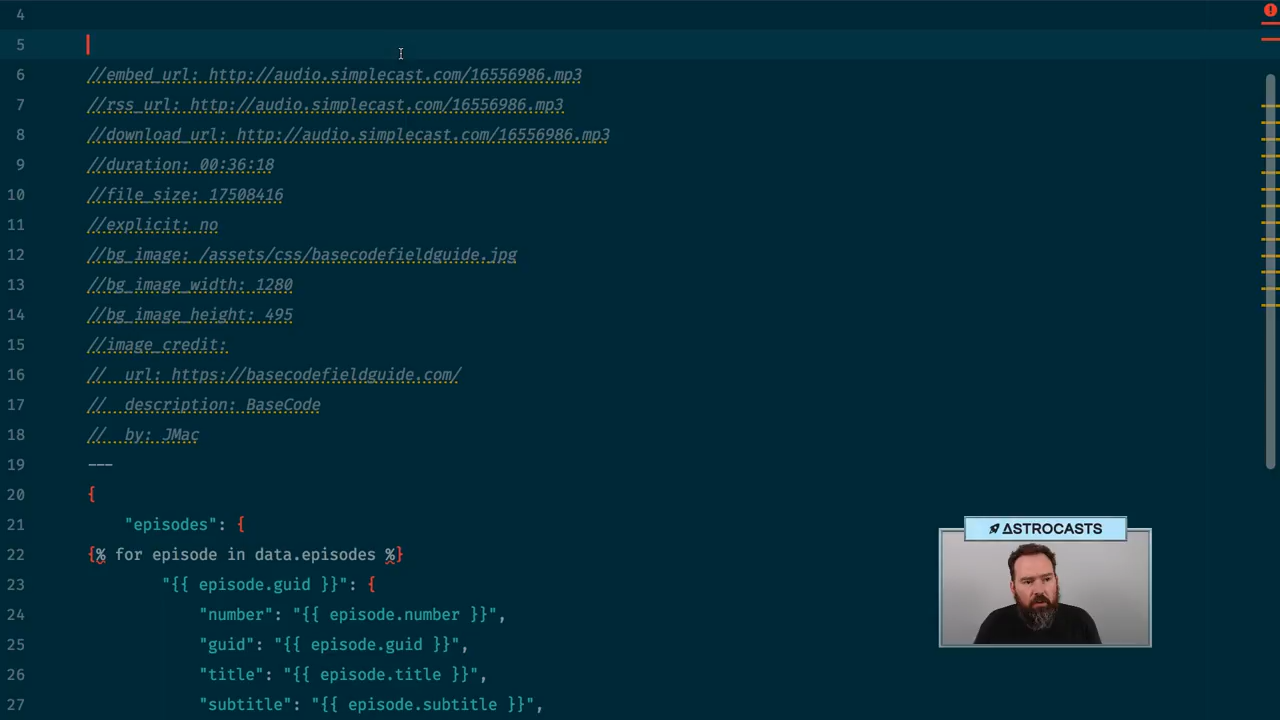 4
5
6 //embed_url: http://audio.simplecast.com/16556986.mp3
7 //rss_url: http://audio.simplecast.com/16556986.mp3
8 //download_url: http://audio.simplecast.com/16556986.mp3
9 //duration: 00:36:18
10 //file_size: 17508416
11 //explicit: no
12 //bg_image: /assets/css/basecodefieldguide.jpg
13 //bg_image_width: 1280
14 //bg_image_height: 495
15 //image_credit:
16 //  url: https://basecodefieldguide.com/
17 //  description: BaseCode
18 //  by: JMac
19 ---
20 {
21     "episodes": {
22 {% for episode in data.episodes %}
23         "{{ episode.guid }}": {
24             "number": "{{ episode.number }}",
25             "guid": "{{ episode.guid }}",
26             "title": "{{ episode.title }}",
27             "subtitle": "{{ episode.subtitle }}",
ΔSTROCASTS